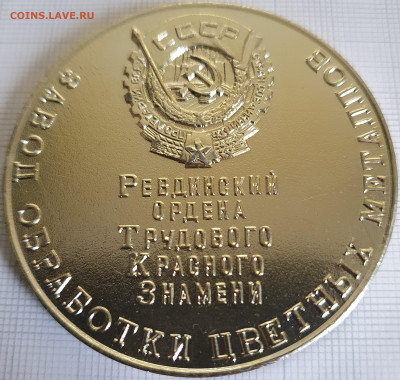 COINS.LAVE.RU
СССР
РЕВДИНСКИЙ
ОРДЕНА
ТРУДОВОГО
КРАСНОГО
ЗНАМЕНИ
ЗАВОД ОБРАБОТКИ ЦВЕТНЫХ МЕТАЛЛОВ